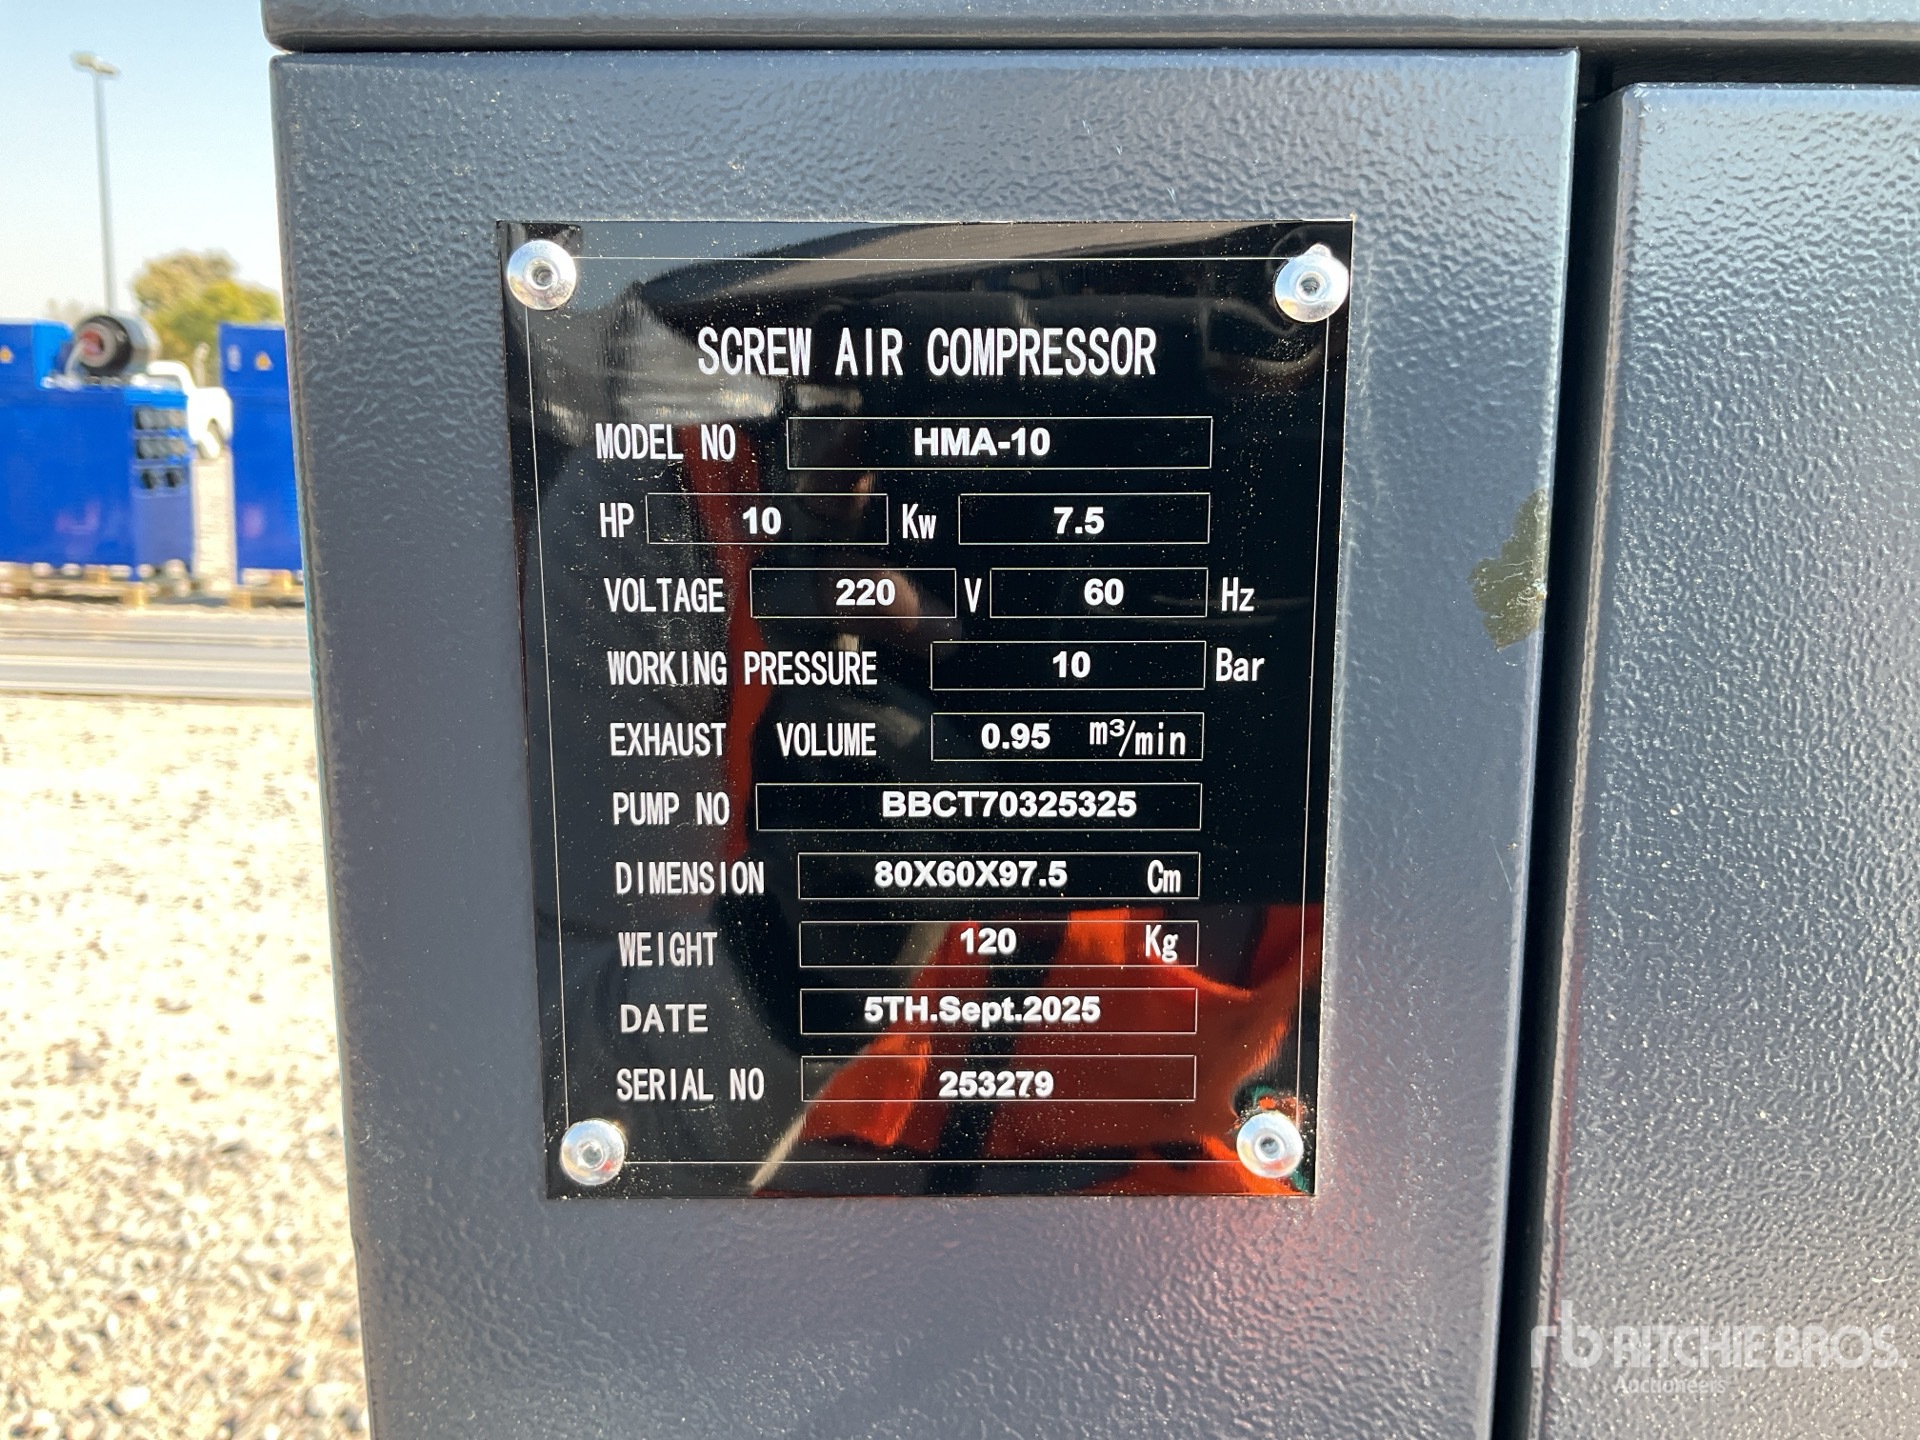 SCREW AIR COMPRESSOR
MODEL NO HMA-10
HP 10 Kw 7.5
VOLTAGE 220 V 60 Hz
WORKING PRESSURE 10 Bar
EXHAUST VOLUME 0.95 m³/min
PUMP NO BBCT70325325
DIMENSION 80X60X97.5 Cm
WEIGHT 120 Kg
DATE 5TH.Sept.2025
SERIAL NO 253279
rb RITCHIE BROS.
Auctioneers